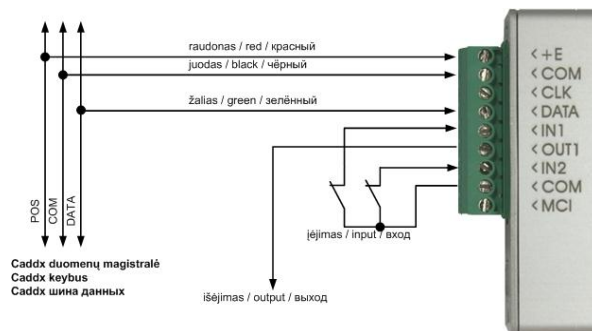 raudonas / red / красный
juodas / black / чёрный
žalias / green / зелённый
< +E
< COM
< CLK
< DATA
< IN1
< OUT1
< IN2
< COM
< MCI
POS
COM
DATA
įėjimas / input / вход
Caddx duomenų magistralė
Caddx keybus
Caddx шина данных
išėjimas / output / выход